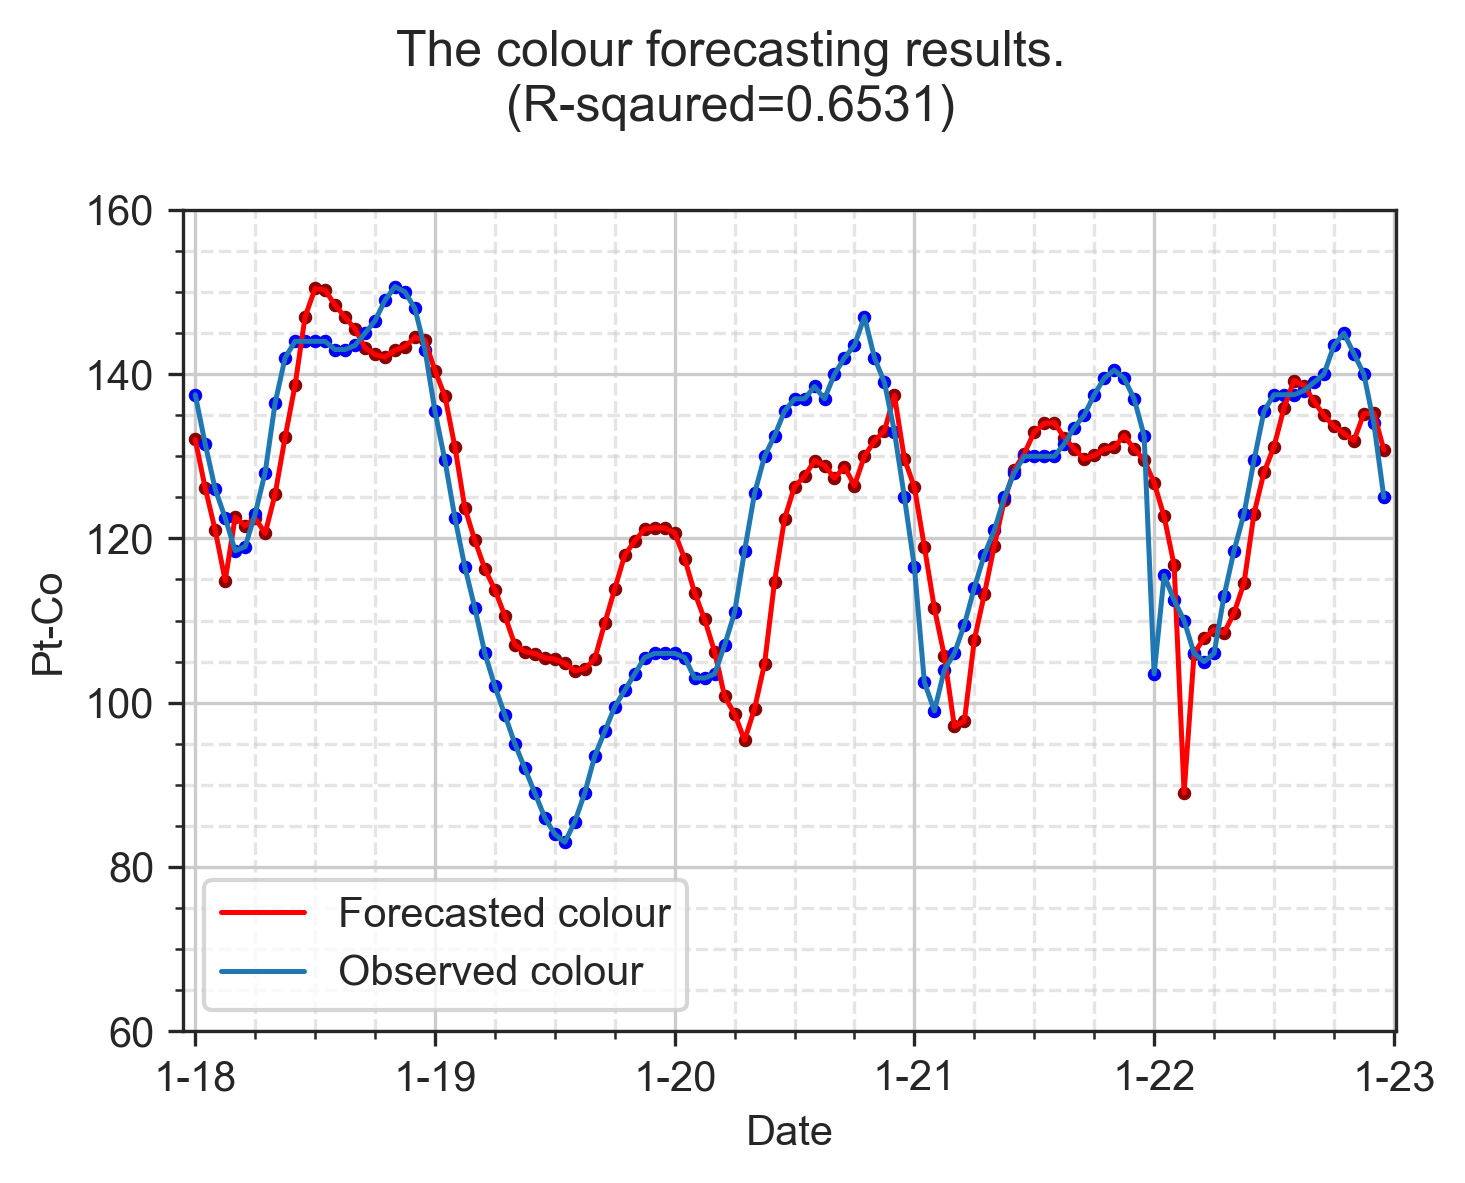 The colour forecasting results.
(R-sqaured=0.6531)
160
140
120
100
80
60
Pt-Co
Forecasted colour
Observed colour
1-18 1-19 1-20 1-21 1-22 1-23
Date